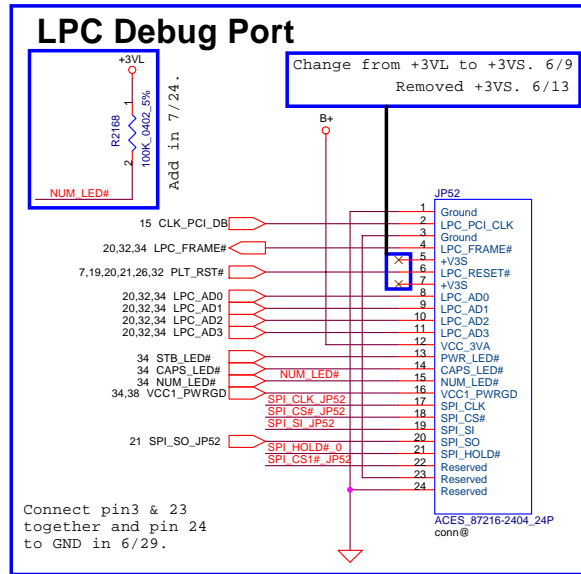 LPC Debug Port
+3VL
1
R2168
100K_0402_5%
2
NUM_LED#
Add in 7/24.
Change from +3VL to +3VS. 6/9
Removed +3VS. 6/13
B+
JP52
1 Ground
15 CLK_PCI_DB 2 LPC_PCI_CLK
3 Ground
20,32,34 LPC_FRAME# 4 LPC_FRAME#
5 +V3S
7,19,20,21,26,32 PLT_RST# 6 LPC_RESET#
7 +V3S
20,32,34 LPC_AD0 8 LPC_AD0
20,32,34 LPC_AD1 9 LPC_AD1
20,32,34 LPC_AD2 10 LPC_AD2
20,32,34 LPC_AD3 11 LPC_AD3
12 VCC_3VA
34 STB_LED# 13 PWR_LED#
34 CAPS_LED# 14 CAPS_LED#
34 NUM_LED# NUM_LED# 15 NUM_LED#
34,38 VCC1_PWRGD 16 VCC1_PWRGD
SPI_CLK_JP52 17 SPI_CLK
SPI_CS#_JP52 18 SPI_CS#
SPI_SI_JP52 19 SPI_SI
21 SPI_SO_JP52 20 SPI_SO
SPI_HOLD#_0 21 SPI_HOLD#
SPI_CS1#_JP52 22 Reserved
23 Reserved
24 Reserved
ACES_87216-2404_24P
conn@
Connect pin3 & 23
together and pin 24
to GND in 6/29.